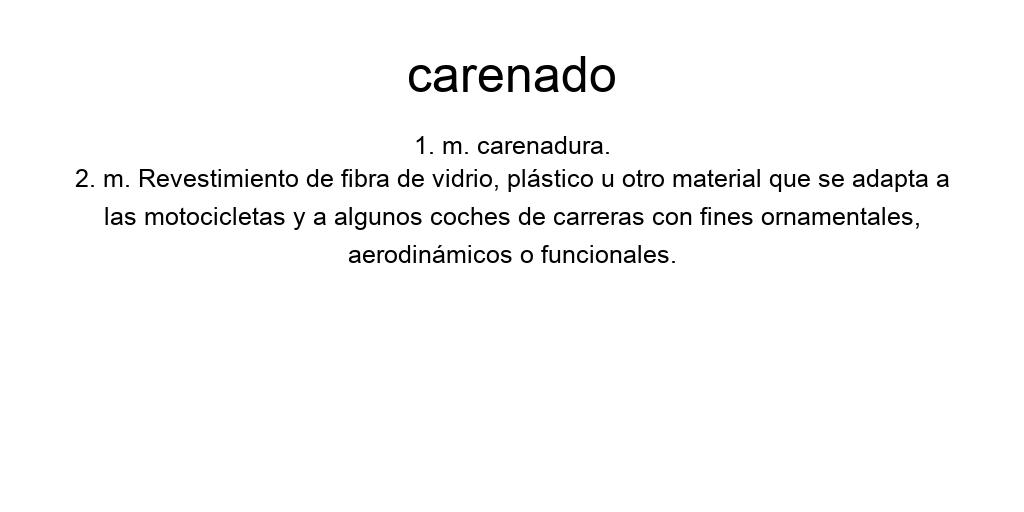 carenado
1. m. carenadura.
2. m. Revestimiento de fibra de vidrio, plástico u otro material que se adapta a
las motocicletas y a algunos coches de carreras con fines ornamentales,
aerodinámicos o funcionales.